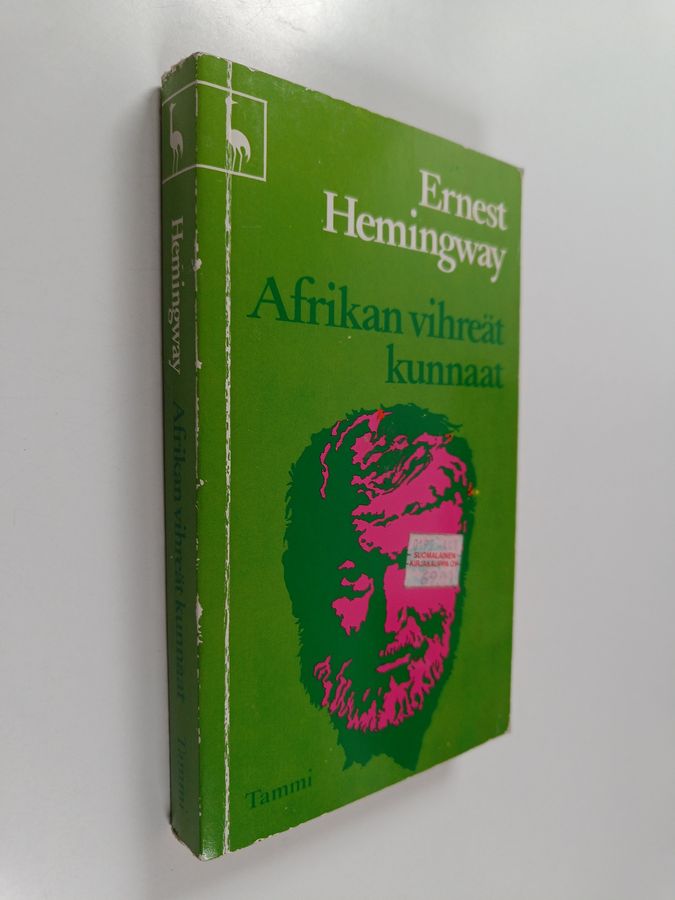 Ernest
Hemingway
Afrikan vihreät
kunnaat
SUOMALAINEN
KIRJAKAUPPA OY
Tammi
Hemingway Afrikan vihreät kunnaat Tammi